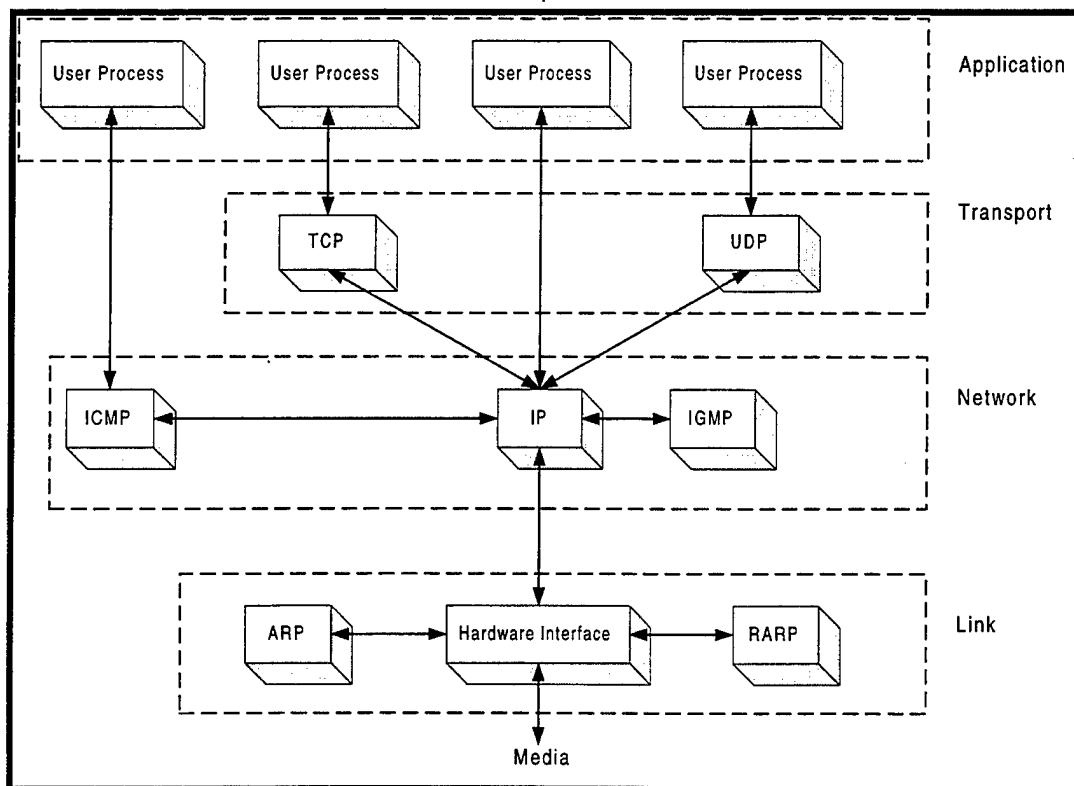 User Process
User Process
User Process
User Process
Application
TCP
UDP
Transport
ICMP
IP
IGMP
Network
ARP
Hardware Interface
RARP
Link
Media